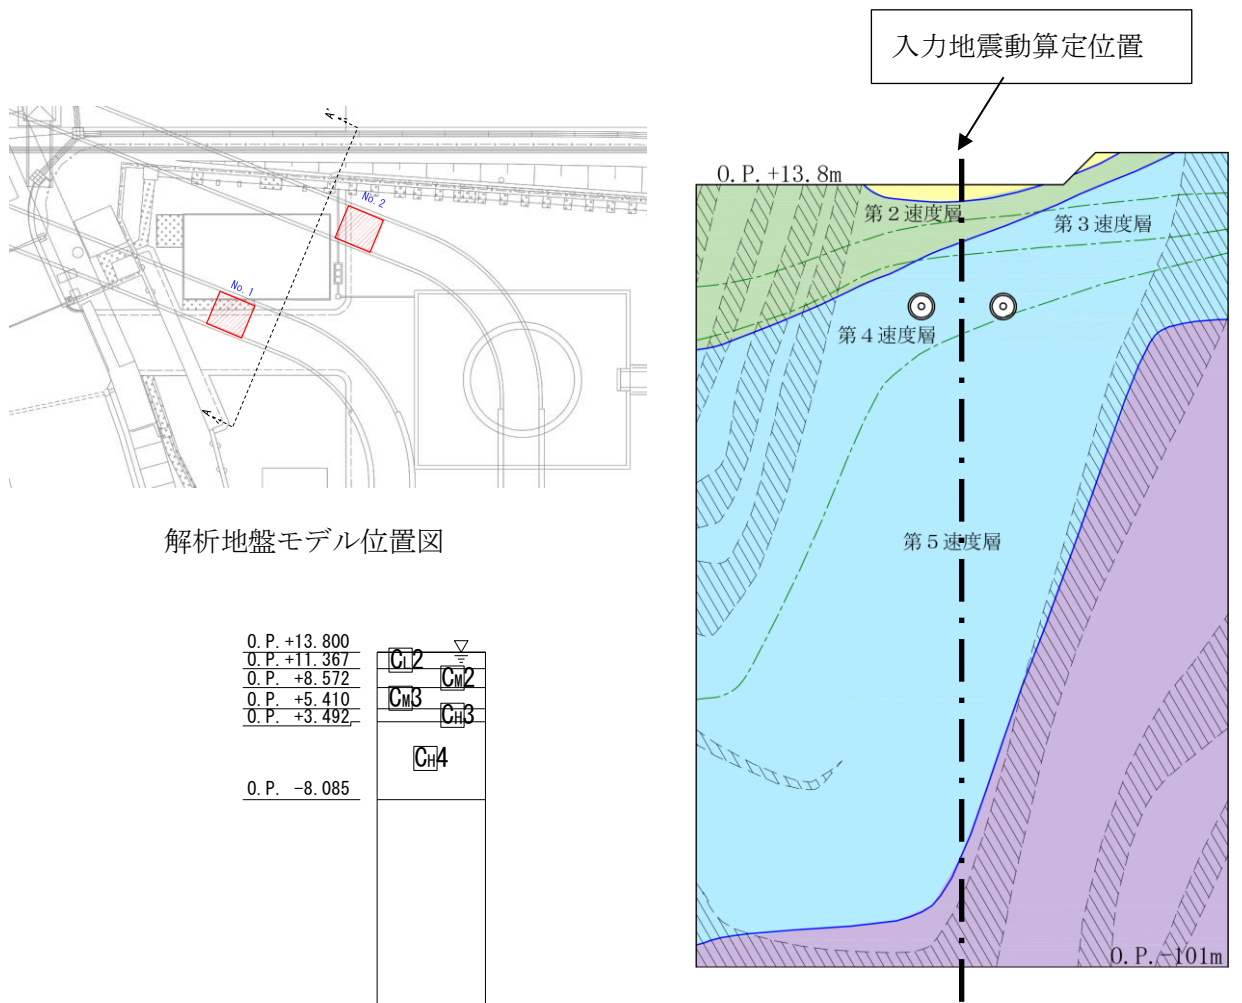 入力地震動算定位置
A
No. 2
No. 1
A
解析地盤モデル位置図
O.P. +13.8m
第2速度層
第3速度層
第4速度層
第5速度層
O.P. -101m
O.P. +13.800
O.P. +11.367
O.P. +8.572
O.P. +5.410
O.P. +3.492
O.P. -8.085
CL2
CM2
CM3
CH3
CH4